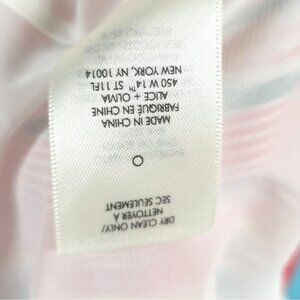 DRY CLEAN ONLY/
NETTOYER À
SEC SEULEMENT
MADE IN CHINA
FABRIQUÉ EN CHINE
ALICE + OLIVIA
450 W 14TH ST 11FL
NEW YORK, NY 10014